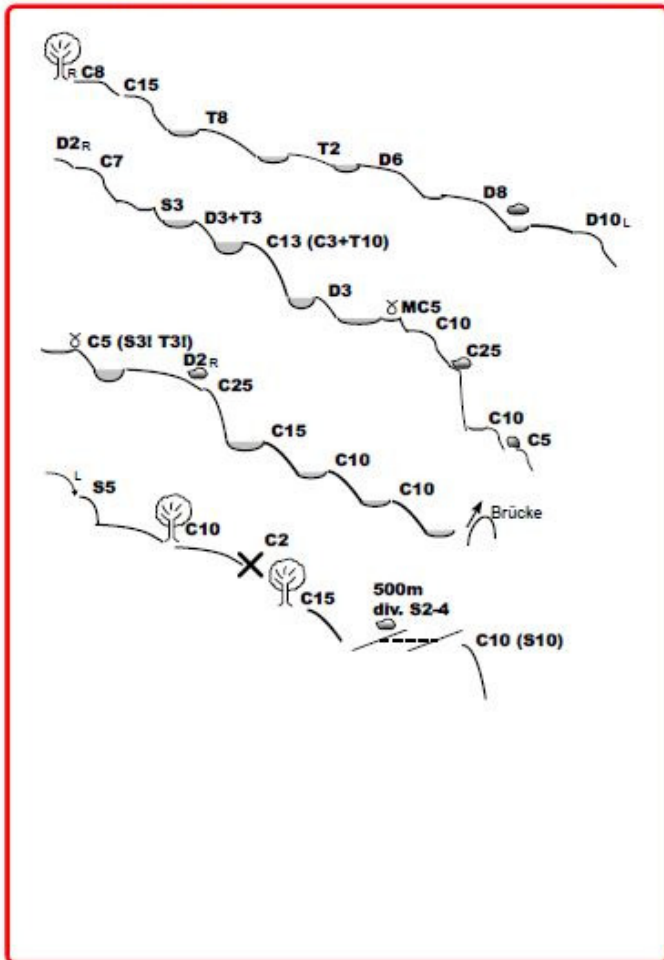 R C8
C15
T8
T2
D6
D8
D10 L
D2 R
C7
S3
D3+T3
C13 (C3+T10)
D3
MC5
C10
C25
C10
C5
C5 (S3! T3!)
D2 R
C25
C15
C10
C10
Brücke
L
S5
C10
C2
C15
500m
div. S2-4
C10 (S10)